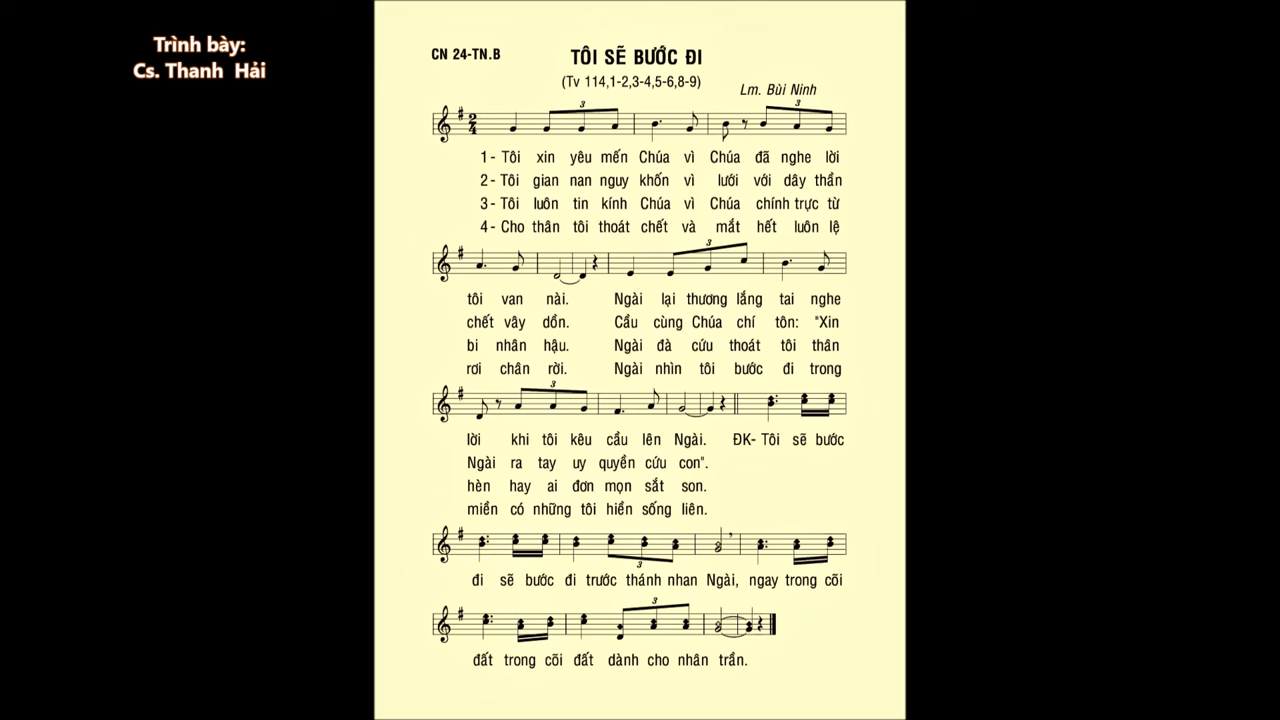 Trình bày:
Cs. Thanh Hải
CN 24-TN.B
TÔI SẼ BƯỚC ĐI
(Tv 114,1-2,3-4,5-6,8-9)
Lm. Bùi Ninh
1- Tôi xin yêu mến Chúa vì Chúa đã nghe lời
2- Tôi gian nan nguy khốn vì lưới với dây thần
3- Tôi luôn tin kính Chúa vì Chúa chính trực từ
4- Cho thân tôi thoát chết và mắt hết luôn lệ
tôi van nài. Ngài lại thương lắng tai nghe
chết vây dồn. Cầu cùng Chúa chí tôn: "Xin
bi nhân hậu. Ngài đà cứu thoát tôi thân
rơi chân rời. Ngài nhìn tôi bước đi trong
lời khi tôi kêu cầu lên Ngài. ĐK- Tôi sẽ bước
Ngài ra tay uy quyền cứu con".
hèn hay ai đơn mọn sắt son.
miền có những tôi hiền sống liên.
đi sẽ bước đi trước thánh nhan Ngài, ngay trong cõi
đất trong cõi đất dành cho nhân trần.